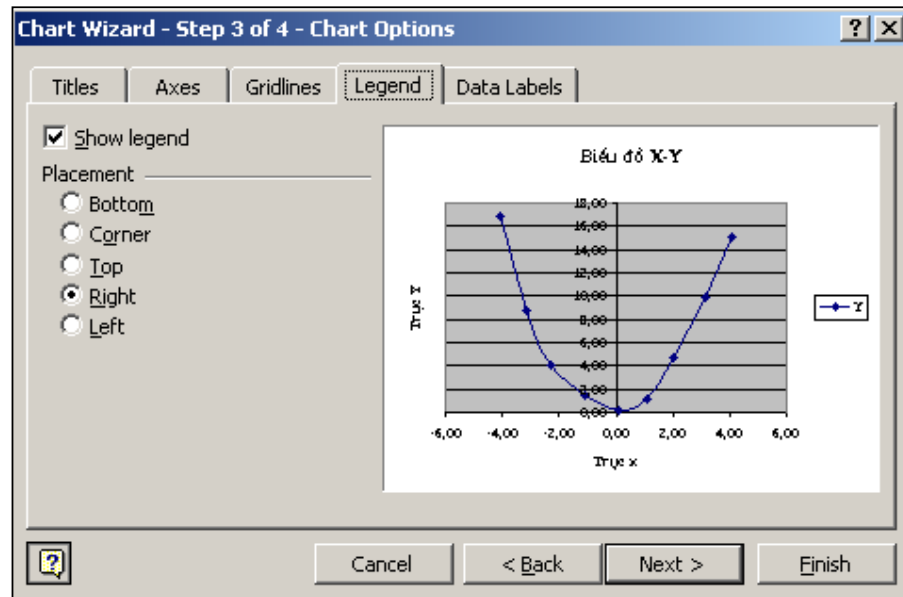 Chart Wizard - Step 3 of 4 - Chart Options
Titles Axes Gridlines Legend Data Labels
Show legend
Placement
Bottom
Corner
Top
Right
Left
Biểu đồ X-Y
18,00
16,00
14,00
12,00
10,00
8,00
6,00
4,00
2,00
0,00
-6,00 -4,00 -2,00 0,00 2,00 4,00 6,00
Trục Y
Trục x
Y
Cancel < Back Next > Finish